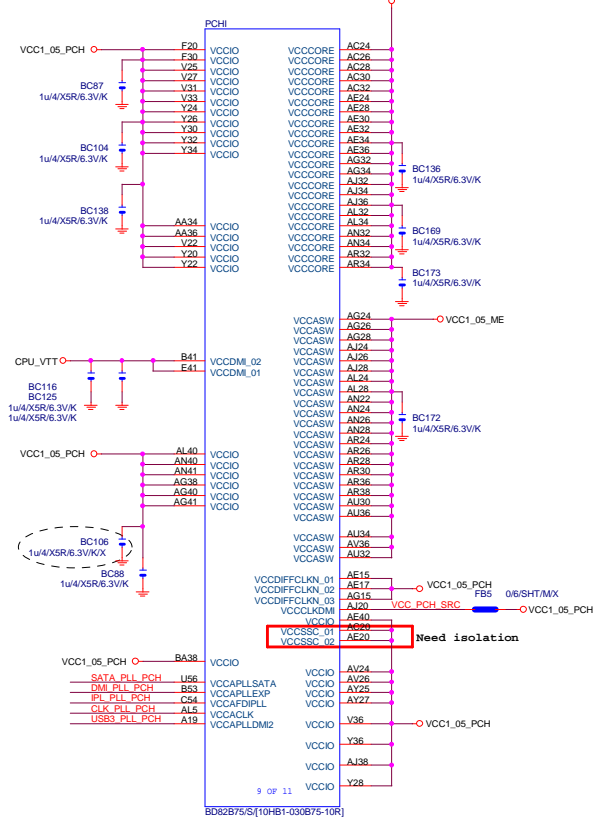 PCHI
VCC1_05_PCH
F20 VCCIO VCCCORE AC24
F30 VCCIO VCCCORE AC26
V25 VCCIO VCCCORE AC28
V27 VCCIO VCCCORE AC30
V31 VCCIO VCCCORE AC32
V33 VCCIO VCCCORE AE24
Y24 VCCIO VCCCORE AE28
Y26 VCCIO VCCCORE AE30
Y30 VCCIO VCCCORE AE32
Y32 VCCIO VCCCORE AE34
Y34 VCCIO VCCCORE AE36
VCCCORE AG32
VCCCORE AG34
VCCCORE AJ32
VCCCORE AJ34
VCCCORE AJ36
VCCCORE AL32
AA34 VCCIO VCCCORE AL34
AA36 VCCIO VCCCORE AN32
V22 VCCIO VCCCORE AN34
Y20 VCCIO VCCCORE AR32
Y22 VCCIO VCCCORE AR34
BC87
1u/4/X5R/6.3V/K
BC104
1u/4/X5R/6.3V/K
BC138
1u/4/X5R/6.3V/K
BC136
1u/4/X5R/6.3V/K
BC169
1u/4/X5R/6.3V/K
BC173
1u/4/X5R/6.3V/K
VCCASW AG24 VCC1_05_ME
VCCASW AG26
VCCASW AG28
VCCASW AJ24
VCCASW AJ26
VCCASW AJ28
VCCASW AL24
VCCASW AL28
VCCASW AN22
VCCASW AN24
VCCASW AN26
VCCASW AN28
VCCASW AR24
VCCASW AR26
VCCASW AR28
VCCASW AR30
VCCASW AR36
VCCASW AR38
VCCASW AU30
VCCASW AU36
VCCASW AU34
VCCASW AV36
VCCASW AU32
BC172
1u/4/X5R/6.3V/K
CPU_VTT
B41 VCCDMI_02
E41 VCCDMI_01
BC116
BC125
1u/4/X5R/6.3V/K
1u/4/X5R/6.3V/K
VCC1_05_PCH
AL40 VCCIO
AN40 VCCIO
AN41 VCCIO
AG38 VCCIO
AG40 VCCIO
AG41 VCCIO
BC106
1u/4/X5R/6.3V/K/X
BC88
1u/4/X5R/6.3V/K
VCCDIFFCLKN_01 AE15
VCCDIFFCLKN_02 AE17 VCC1_05_PCH
VCCDIFFCLKN_03 AG15
VCCCLKDMI AJ20 VCC_PCH_SRC FB5 0/6/SHT/M/X VCC1_05_PCH
VCCIO AE40
VCCSSC_01 AC20
VCCSSC_02 AE20
Need isolation
VCC1_05_PCH BA38 VCCIO
SATA_PLL_PCH U56 VCCAPLLSATA
DMI_PLL_PCH B53 VCCAPLLEXP
IPL_PLL_PCH C54 VCCAFDIPLL
CLK_PLL_PCH AL5 VCCACLK
USB3_PLL_PCH A19 VCCAPLLDMI2
VCCIO AV24
VCCIO AV26
VCCIO AY25
VCCIO AY27
VCCIO V36 VCC1_05_PCH
VCCIO Y36
VCCIO AJ38
VCCIO Y28
9 OF 11
BD82B75/S/[10HB1-030B75-10R]